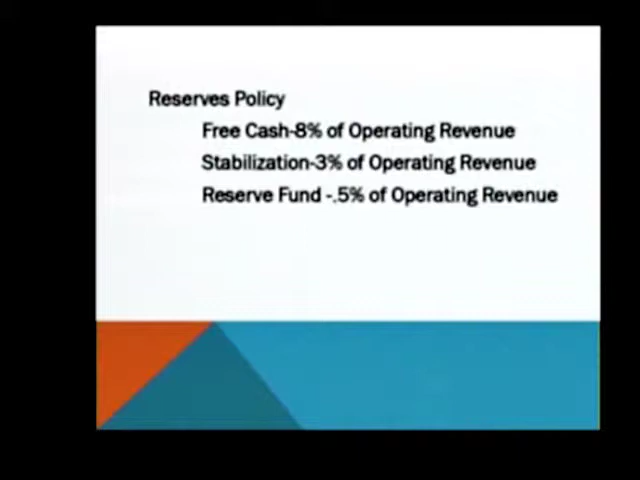 Reserves Policy
Free Cash-8% of Operating Revenue
Stabilization-3% of Operating Revenue
Reserve Fund -.5% of Operating Revenue